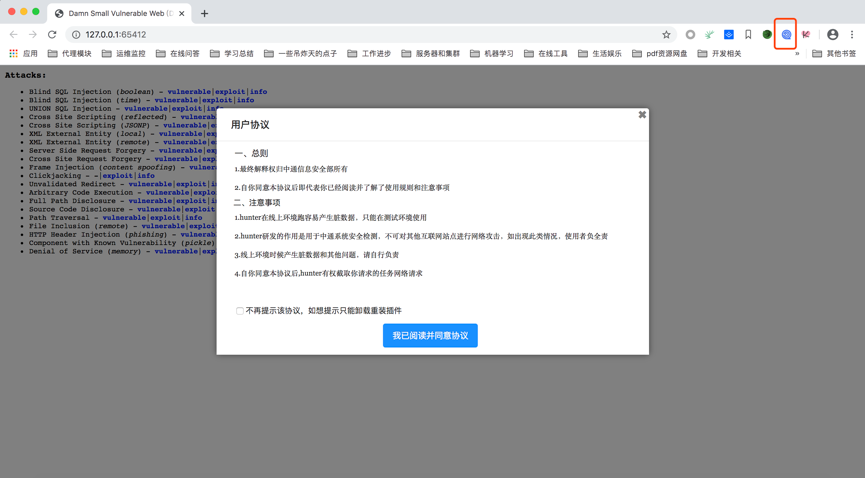 Damn Small Vulnerable Web (D
127.0.0.1:65412
应用 代理模块 运维监控 在线问答 学习总结 一些吊炸天的点子 工作进步 服务器和集群 机器学习 在线工具 生活娱乐 pdf资源网盘 开发相关 » 其他书签
Attacks:
Blind SQL Injection (boolean) - vulnerable|exploit|info
Blind SQL Injection (time) - vulnerable|exploit|info
UNION SQL Injection - vulnerable|exploit|info
Cross Site Scripting (reflected) - vulnerab
Cross Site Scripting (JSONP) - vulnerable|e
XML External Entity (local) - vulnerable|ex
XML External Entity (remote) - vulnerable|e
Server Side Request Forgery - vulnerable|ex
Cross Site Request Forgery - vulnerable|exp
Frame Injection (content spoofing) - vulner
Clickjacking - -|exploit|info
Unvalidated Redirect - vulnerable|exploit|i
Arbitrary Code Execution - vulnerable|explo
Full Path Disclosure - vulnerable|exploit|i
Source Code Disclosure - vulnerable|exploit
Path Traversal - vulnerable|exploit|info
File Inclusion (remote) - vulnerable|exploi
HTTP Header Injection (phishing) - vulnerab
Component with Known Vulnerability (pickle)
Denial of Service (memory) - vulnerable|exp
用户协议
一、总则
1.最终解释权归中通信息安全部所有
2.自你同意本协议后即代表你已经阅读并了解了使用规则和注意事项
二、注意事项
1.hunter在线上环境跑容易产生脏数据，只能在测试环境使用
2.hunter研发的作用是用于中通系统安全检测，不可对其他互联网站点进行网络攻击，如出现此类情况，使用者负全责
3.线上环境时候产生脏数据和其他问题，请自行负责
4.自你同意本协议后,hunter有权截取你请求的任务网络请求
不再提示该协议，如想提示只能卸载重装插件
我已阅读并同意协议